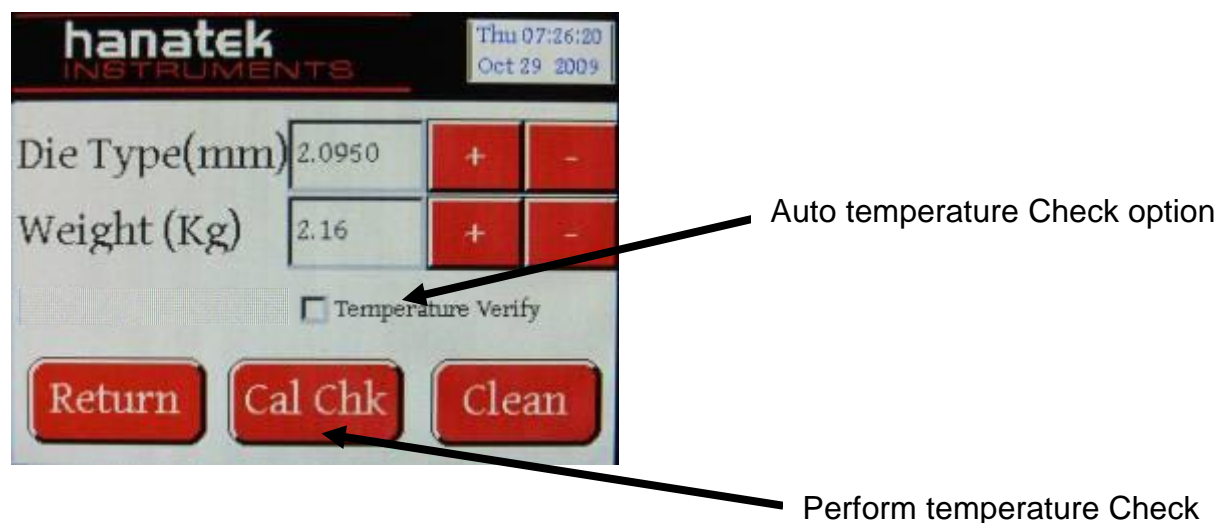 hanatek
INSTRUMENTS
Thu 07:26:20
Oct 29 2009
Die Type(mm) 2.0950 + -
Weight (Kg) 2.16 + -
Auto temperature Check option
Temperature Verify
Return Cal Chk Clean
Perform temperature Check